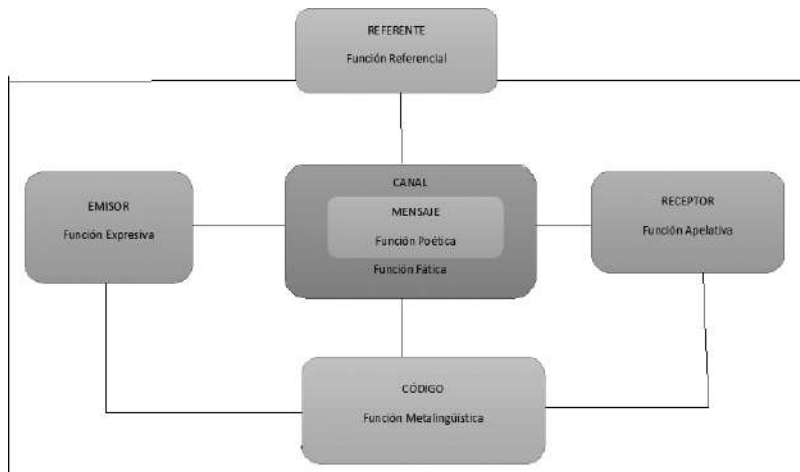 REFERENTE
Función Referencial
EMISOR
Función Expresiva
CANAL
MENSAJE
Función Poética
Función Fática
RECEPTOR
Función Apelativa
CÓDIGO
Función Metalingüística